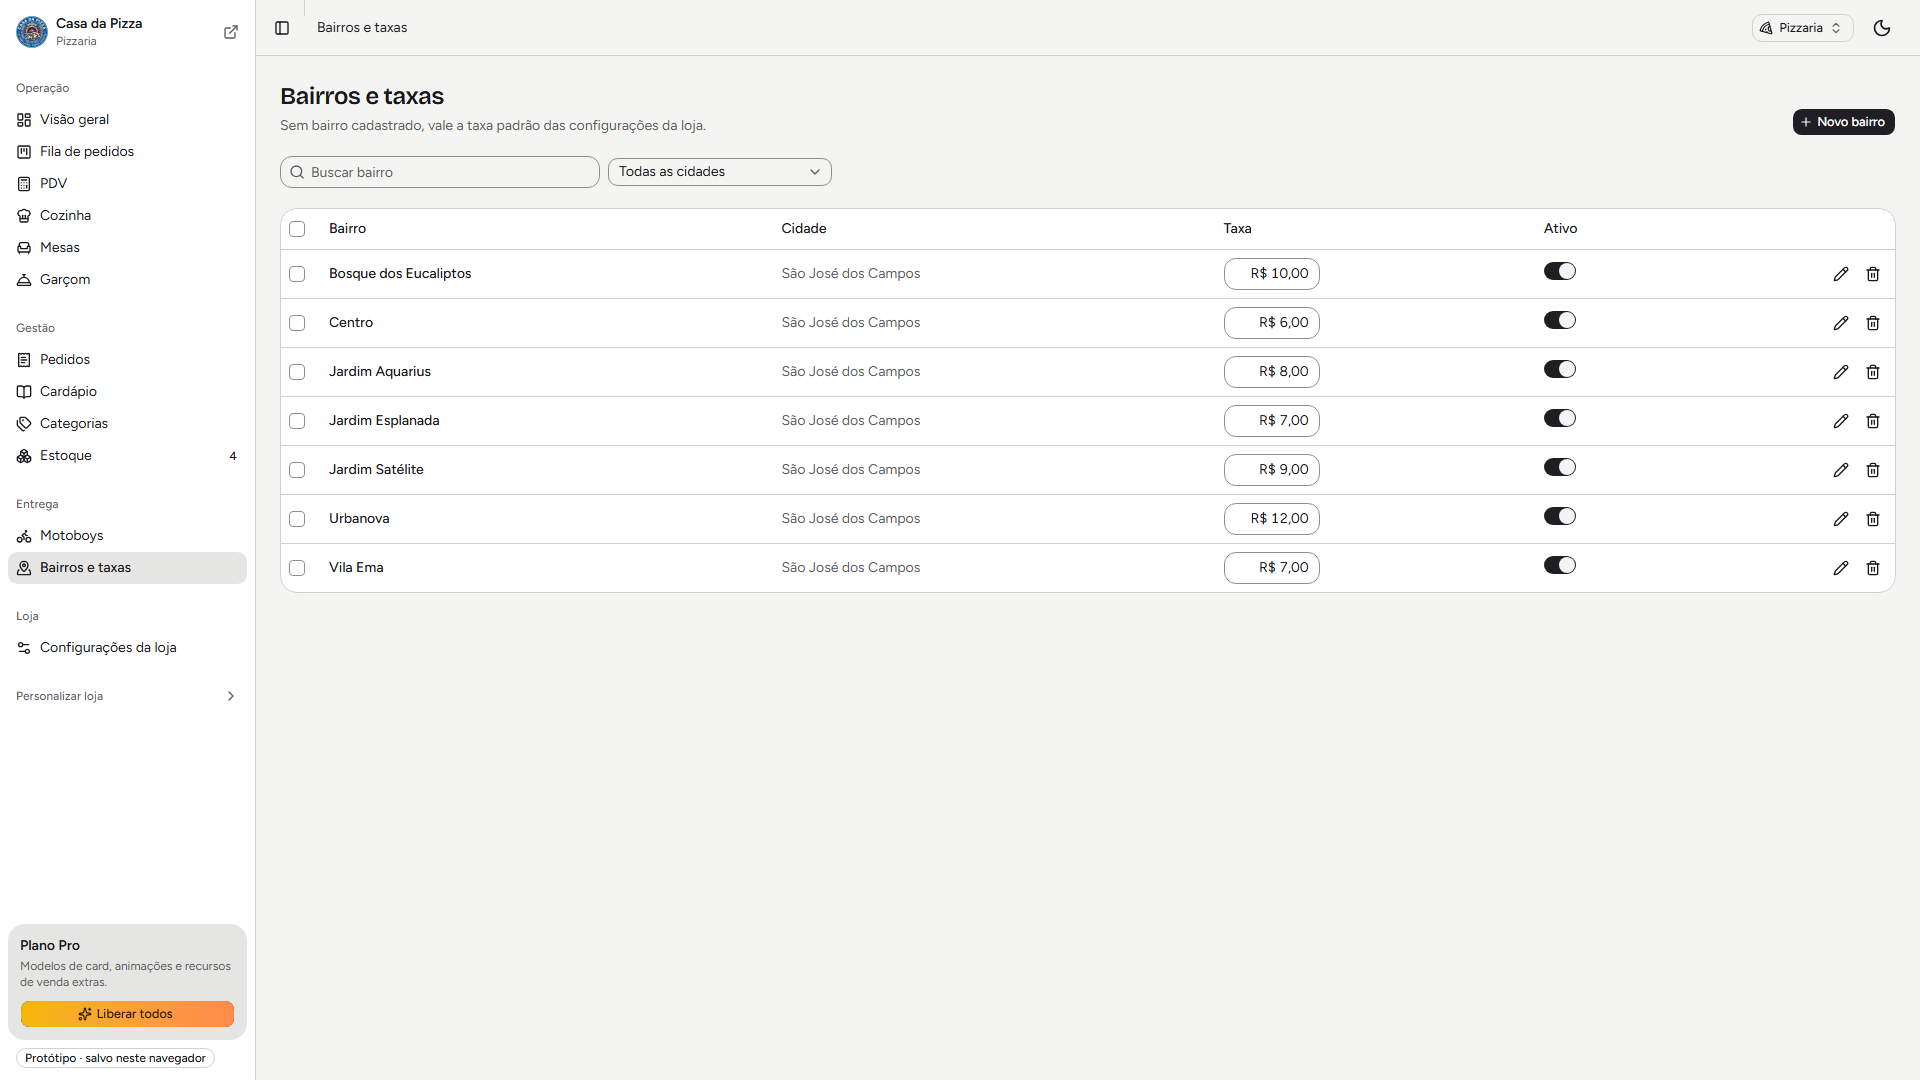 Casa da Pizza
Pizzaria
Operação
Visão geral
Fila de pedidos
PDV
Cozinha
Mesas
Garçom
Gestão
Pedidos
Cardápio
Categorias
Estoque 4
Entrega
Motoboys
Bairros e taxas
Loja
Configurações da loja
Personalizar loja
Plano Pro
Modelos de card, animações e recursos
de venda extras.
Liberar todos
Protótipo · salvo neste navegador
Bairros e taxas
Pizzaria
Bairros e taxas
Sem bairro cadastrado, vale a taxa padrão das configurações da loja.
+ Novo bairro
Buscar bairro
Todas as cidades
Bairro Cidade Taxa Ativo
Bosque dos Eucaliptos São José dos Campos R$ 10,00
Centro São José dos Campos R$ 6,00
Jardim Aquarius São José dos Campos R$ 8,00
Jardim Esplanada São José dos Campos R$ 7,00
Jardim Satélite São José dos Campos R$ 9,00
Urbanova São José dos Campos R$ 12,00
Vila Ema São José dos Campos R$ 7,00